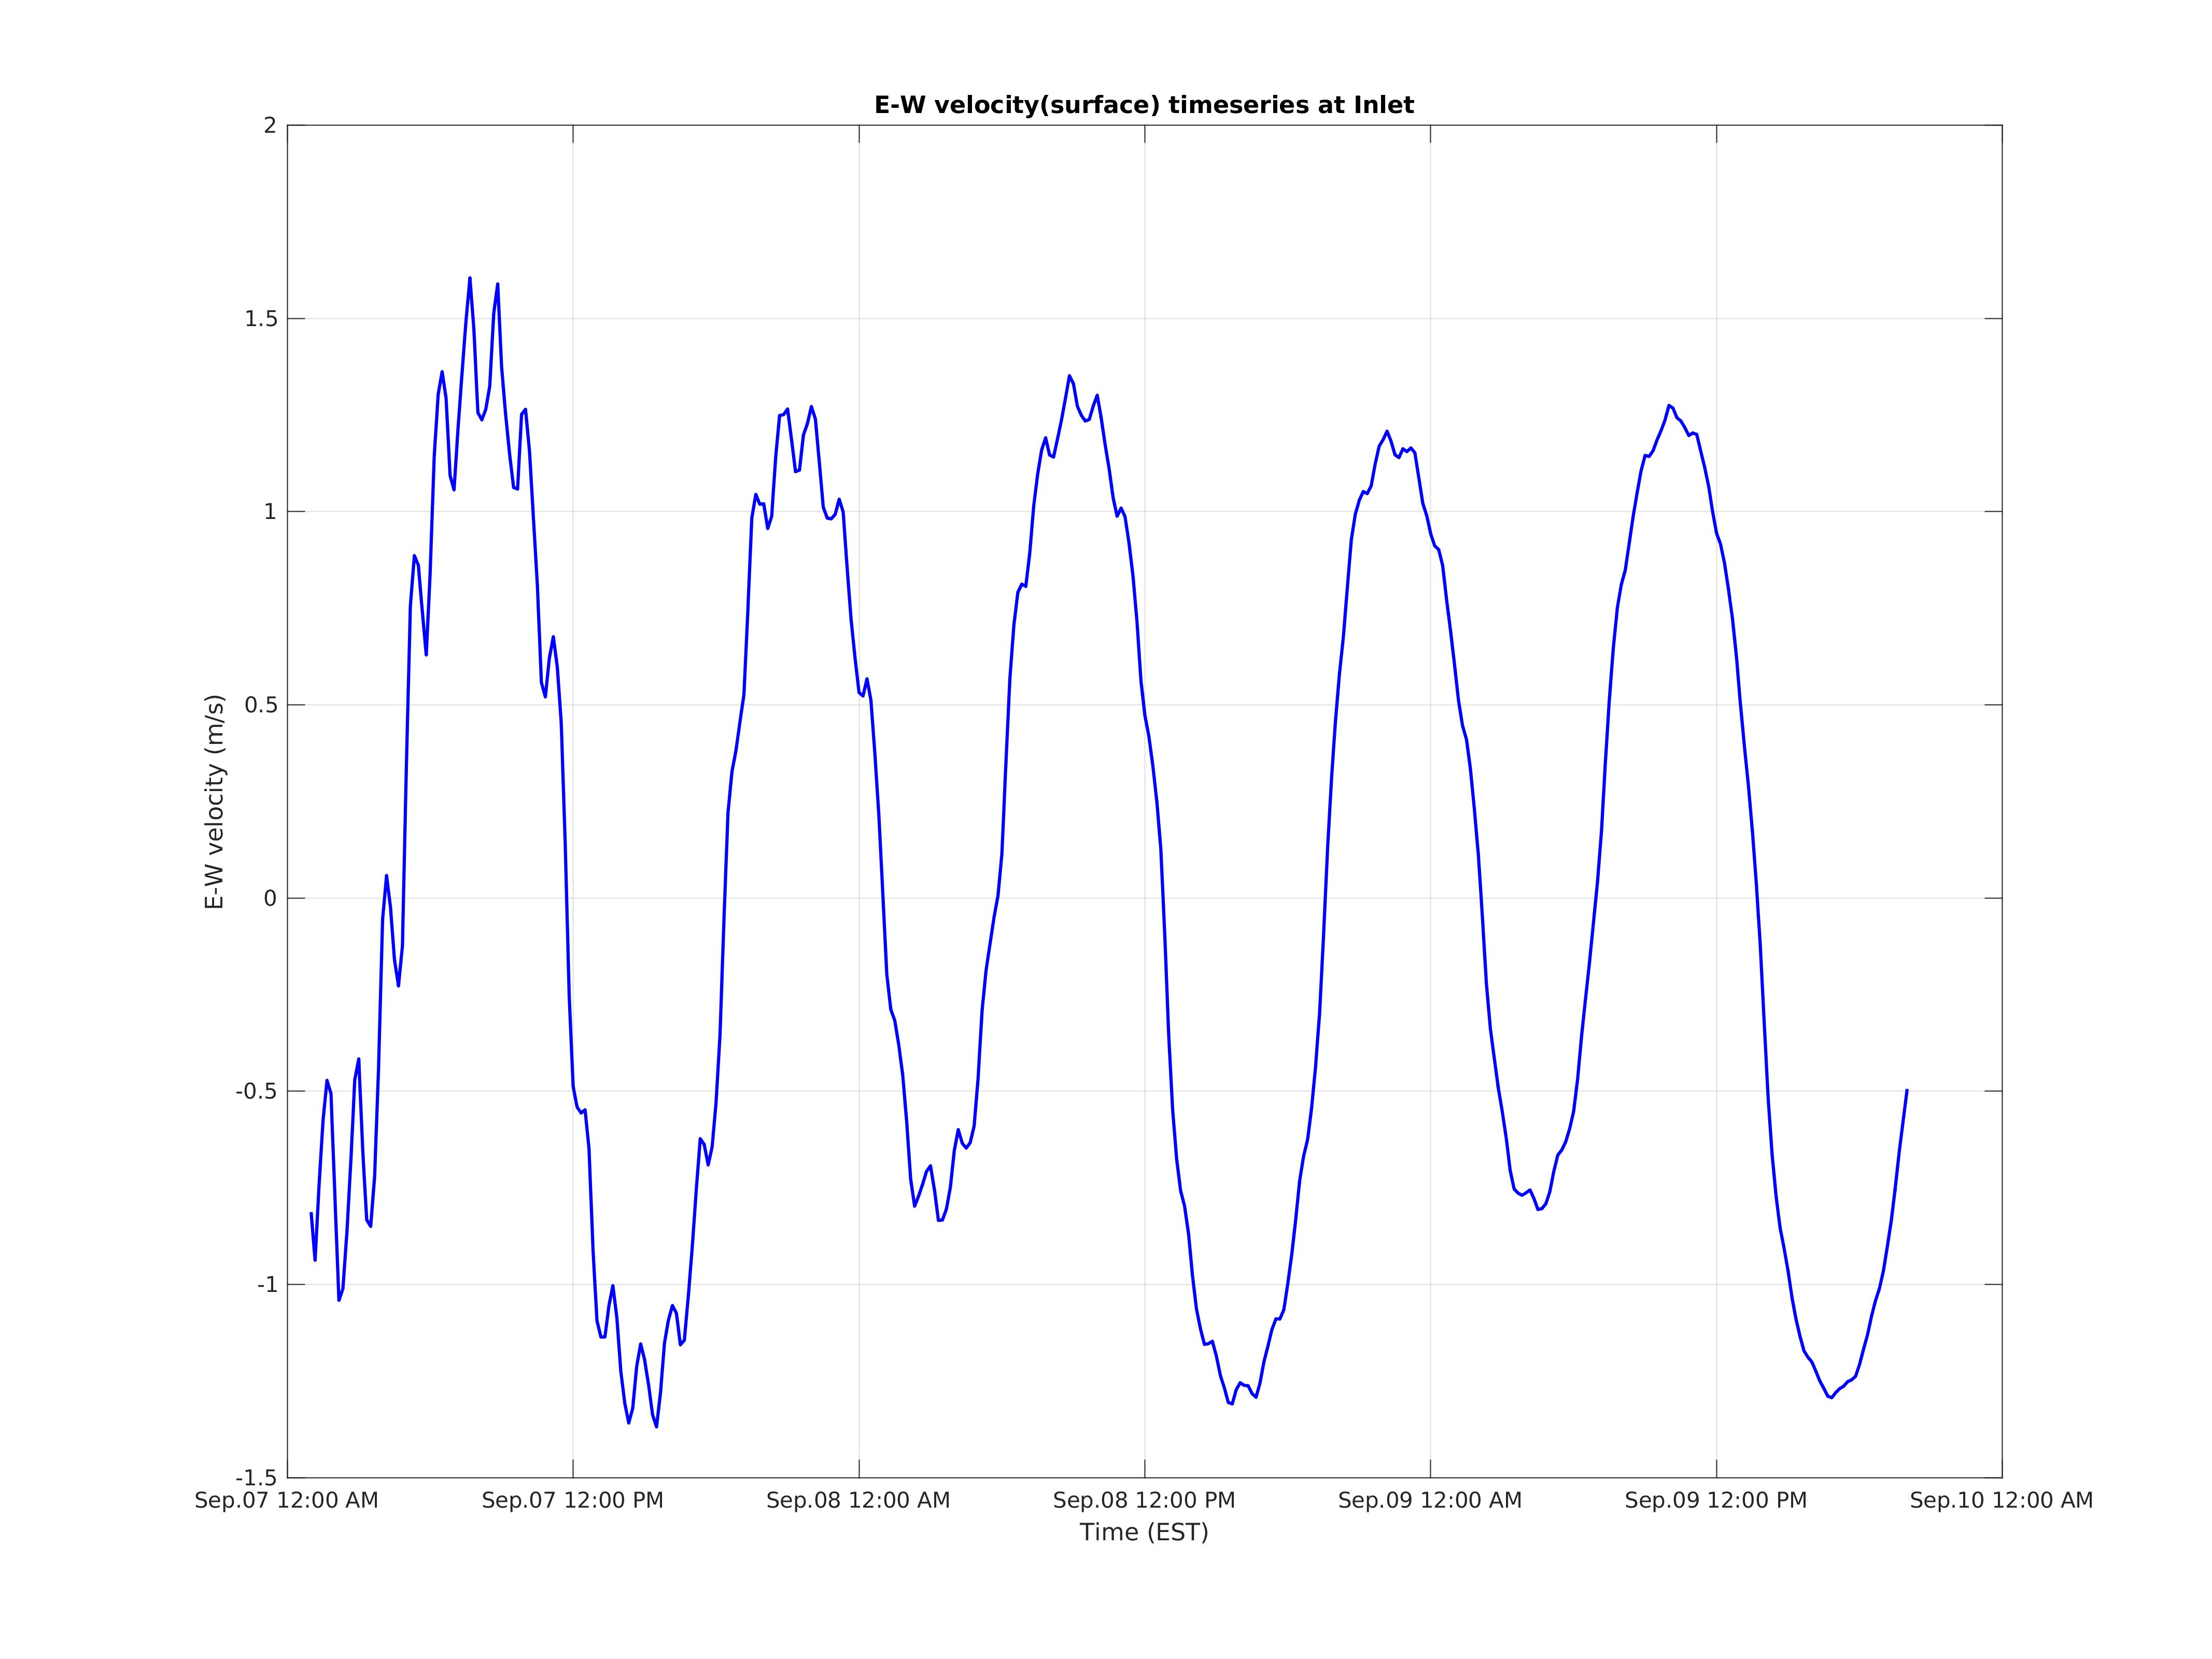 E-W velocity(surface) timeseries at Inlet
2
1.5
1
0.5
0
-0.5
-1
-1.5
E-W velocity (m/s)
Sep.07 12:00 AM
Sep.07 12:00 PM
Sep.08 12:00 AM
Sep.08 12:00 PM
Sep.09 12:00 AM
Sep.09 12:00 PM
Sep.10 12:00 AM
Time (EST)